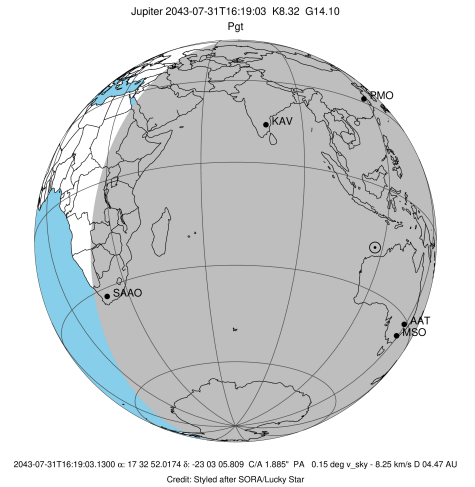 Jupiter 2043-07-31T16:19:03 K8.32 G14.10
Pgt
PMO
KAV
SAAO
AAT
MSO
2043-07-31T16:19:03.1300 α: 17 32 52.0174 δ: -23 03 05.809 C/A 1.885" PA 0.15 deg v_sky - 8.25 km/s D 04.47 AU
Credit: Styled after SORA/Lucky Star